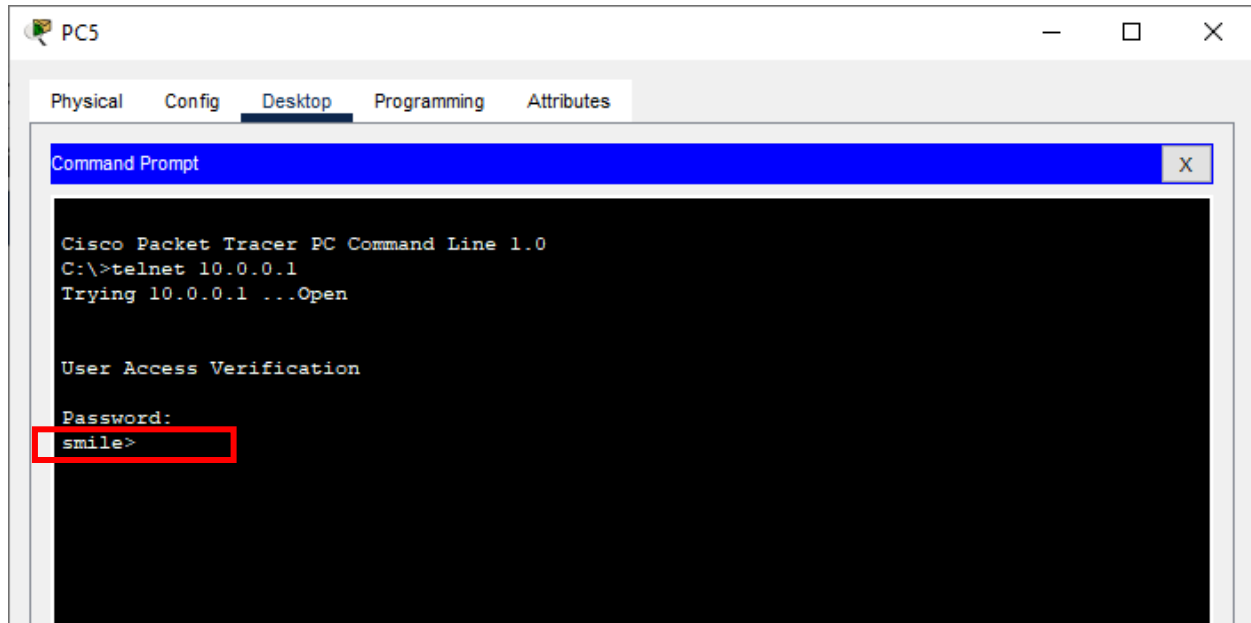 PC5
Physical Config Desktop Programming Attributes
Command Prompt
X
Cisco Packet Tracer PC Command Line 1.0
C:\>telnet 10.0.0.1
Trying 10.0.0.1 ...Open
User Access Verification
Password:
smile>